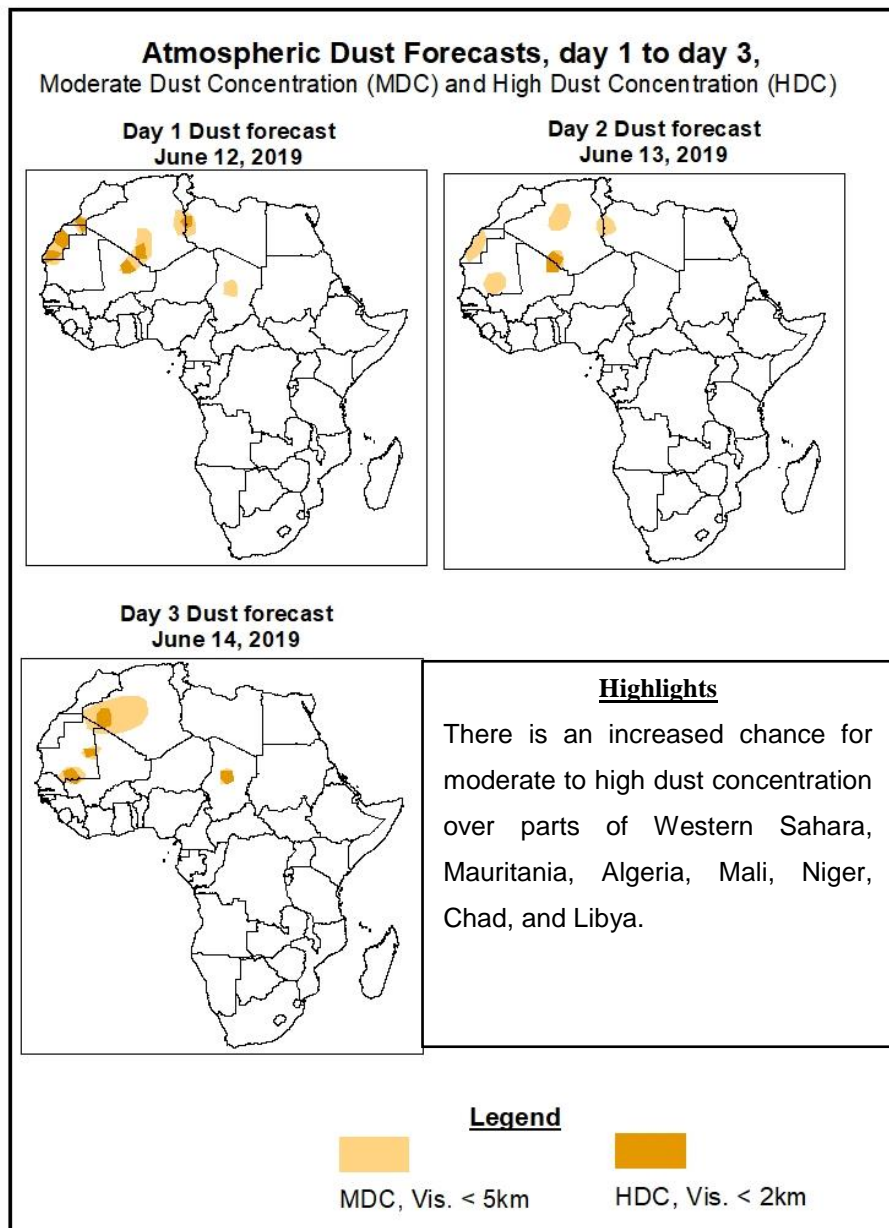 Atmospheric Dust Forecasts, day 1 to day 3,
Moderate Dust Concentration (MDC) and High Dust Concentration (HDC)
Day 1 Dust forecast
June 12, 2019
Day 2 Dust forecast
June 13, 2019
Day 3 Dust forecast
June 14, 2019
Highlights
There is an increased chance for
moderate to high dust concentration
over parts of Western Sahara,
Mauritania, Algeria, Mali, Niger,
Chad, and Libya.
Legend
MDC, Vis. < 5km
HDC, Vis. < 2km